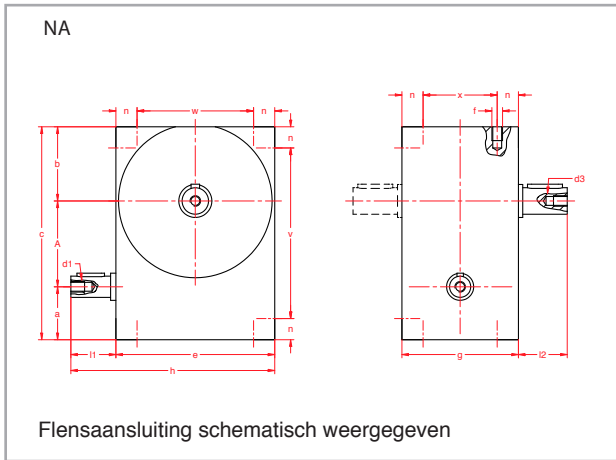 NA
n w n
n x n
f
b
n
d3
c
A
v
d1
a
n
l1 e
g l2
h
Flensaansluiting schematisch weergegeven